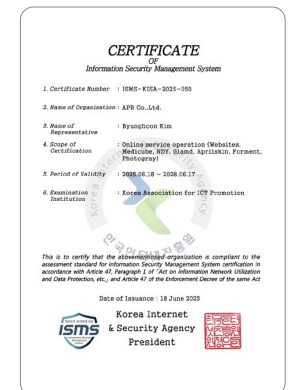 CERTIFICATE
OF
Information Security Management System
1. Certificate Number : ISMS-KISA-2025-050
2. Name of Organization : APR Co.,Ltd.
3. Name of : Byunghoon Kim
Representative
4. Scope of : Online service operation (Websites,
Certification Medicube, NDY, Glamd, Aprilskin, Forment,
Photogray)
5. Period of Validity : 2025.06.18 ~ 2028.06.17
6. Examination : Korea Association for ICT Promotion
Institution
This is to certify that the abovementioned organization is compliant to the
assessment standard for Information Security Management System certification in
accordance with Article 47, Paragraph 1 of 「Act on Information Network Utilization
and Data Protection, etc.」 and Article 47 of the Enforcement Decree of the same Act
Date of Issuance : 18 June 2025
Korea Internet
& Security Agency
President
ISMS